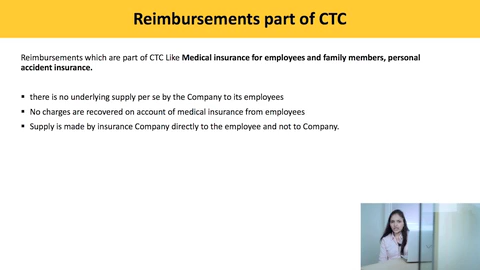 Reimbursements part of CTC
Reimbursements which are part of CTC Like Medical insurance for employees and family members, personal
accident insurance.
▪ there is no underlying supply per se by the Company to its employees
▪ No charges are recovered on account of medical insurance from employees
▪ Supply is made by insurance Company directly to the employee and not to Company.